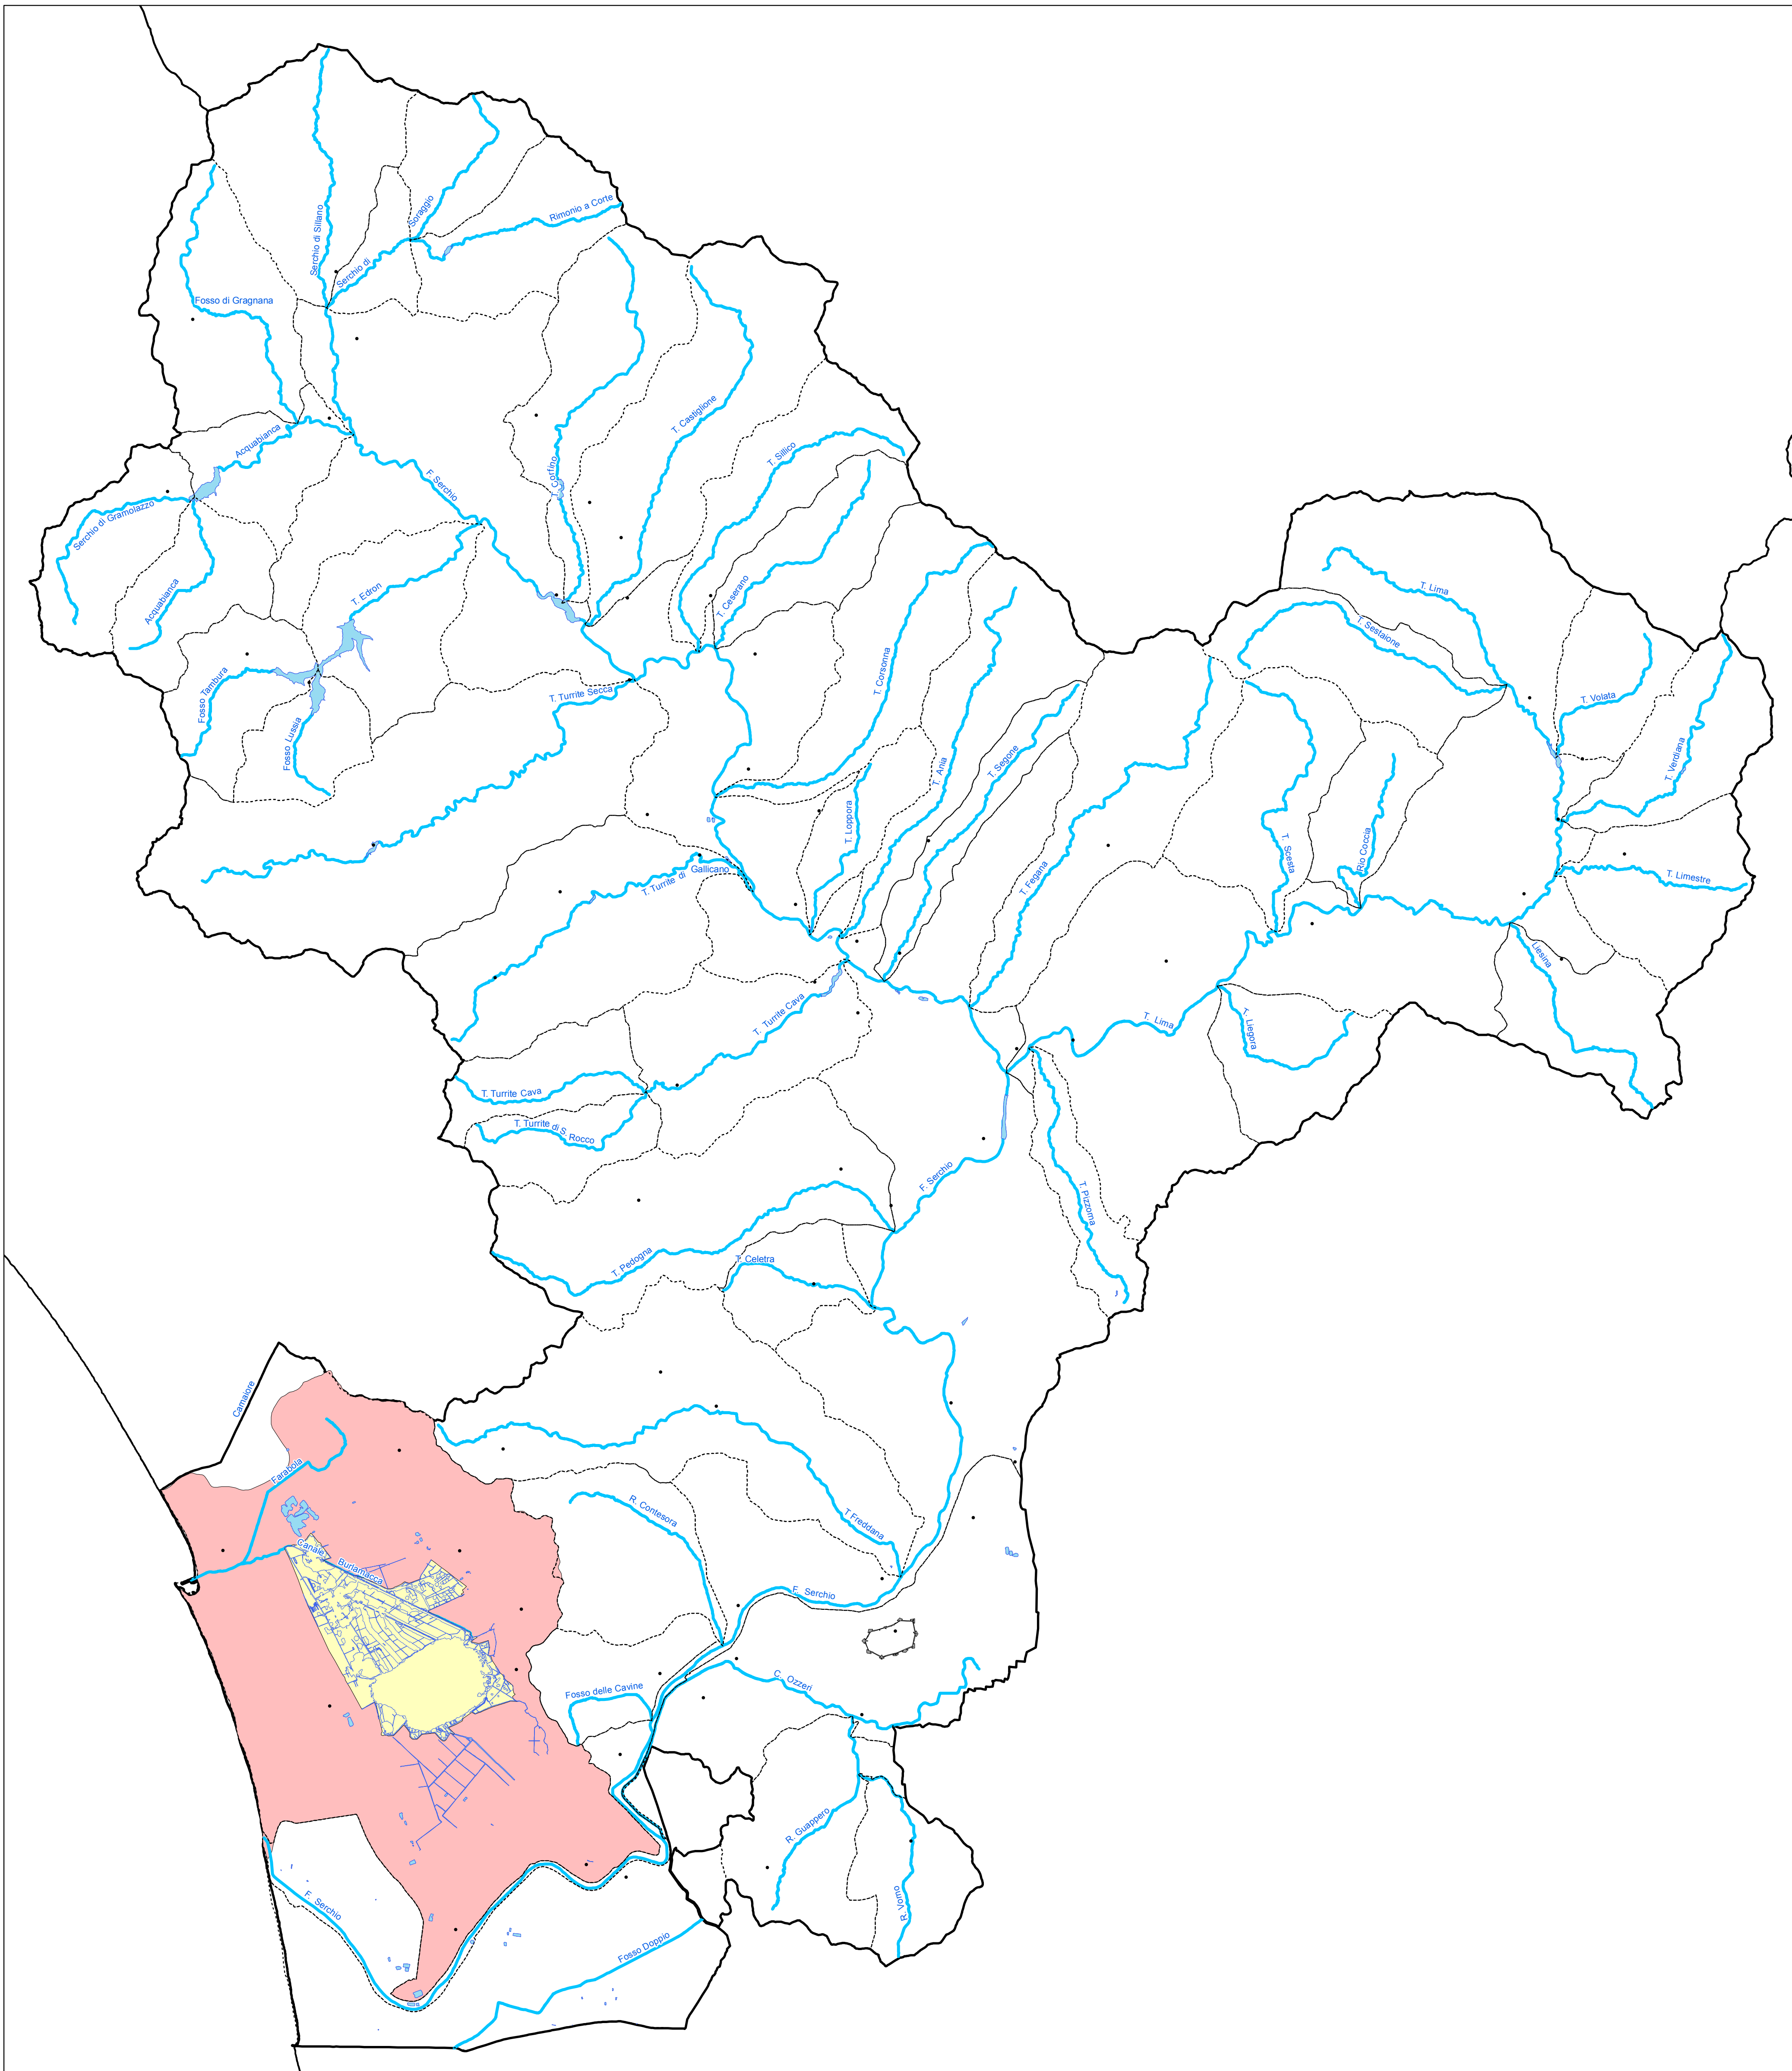 Serchio di Sillano
Soraggio
Serchio di
Rimonio a Corte
Fosso di Gragnana
Acquabianca
Serchio di Gramolazzo
Acquabianca
F. Serchio
T. Corfino
T. Castiglione
T. Sillico
T. Ceserano
T. Edron
Fosso Tambura
Fosso Lussia
T. Turrite Secca
T. Corsonna
T. Lima
T. Sestaione
T. Volata
T. Verdiana
T. Limestre
Liesina
Rio Coccia
T. Scesta
T. Fegana
T. Segone
T. Ania
T. Loppora
T. Turrite di Gallicano
T. Turrite Cava
T. Turrite Cava
T. Turrite di S. Rocco
T. Lima
T. Liegora
T. Pizzorna
F. Serchio
T. Pedogna
T. Celetra
Camaiore
Farabola
Canale Burlamacca
R. Contesora
T Freddana
F. Serchio
C. Ozzeri
Fosso delle Cavine
R. Guappero
R. Vorno
F. Serchio
Fosso Doppio